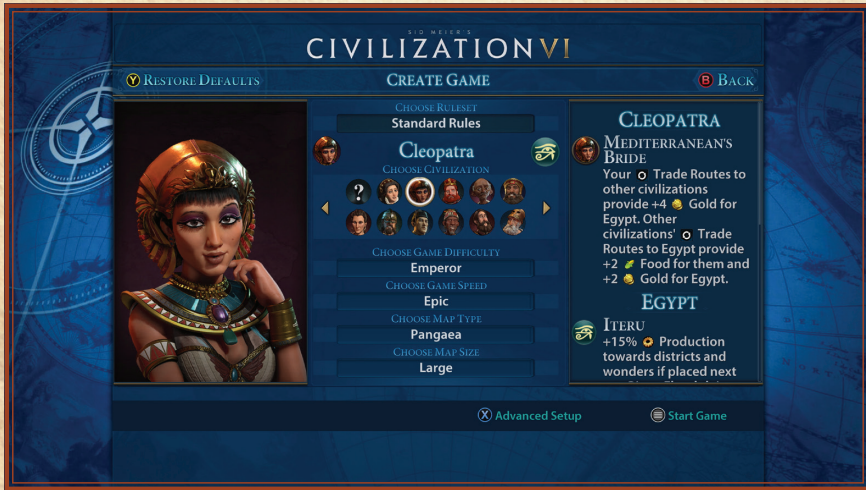 SID MEIER'S
CIVILIZATION VI
Y RESTORE DEFAULTS
CREATE GAME
B BACK
CHOOSE RULESET
Standard Rules
Cleopatra
CHOOSE CIVILIZATION
?
CHOOSE GAME DIFFICULTY
Emperor
CHOOSE GAME SPEED
Epic
CHOOSE MAP TYPE
Pangaea
CHOOSE MAP SIZE
Large
CLEOPATRA
MEDITERRANEAN'S
BRIDE
Your Trade Routes to
other civilizations
provide +4 Gold for
Egypt. Other
civilizations' Trade
Routes to Egypt provide
+2 Food for them and
+2 Gold for Egypt.
EGYPT
ITERU
+15% Production
towards districts and
wonders if placed next
X Advanced Setup
Start Game